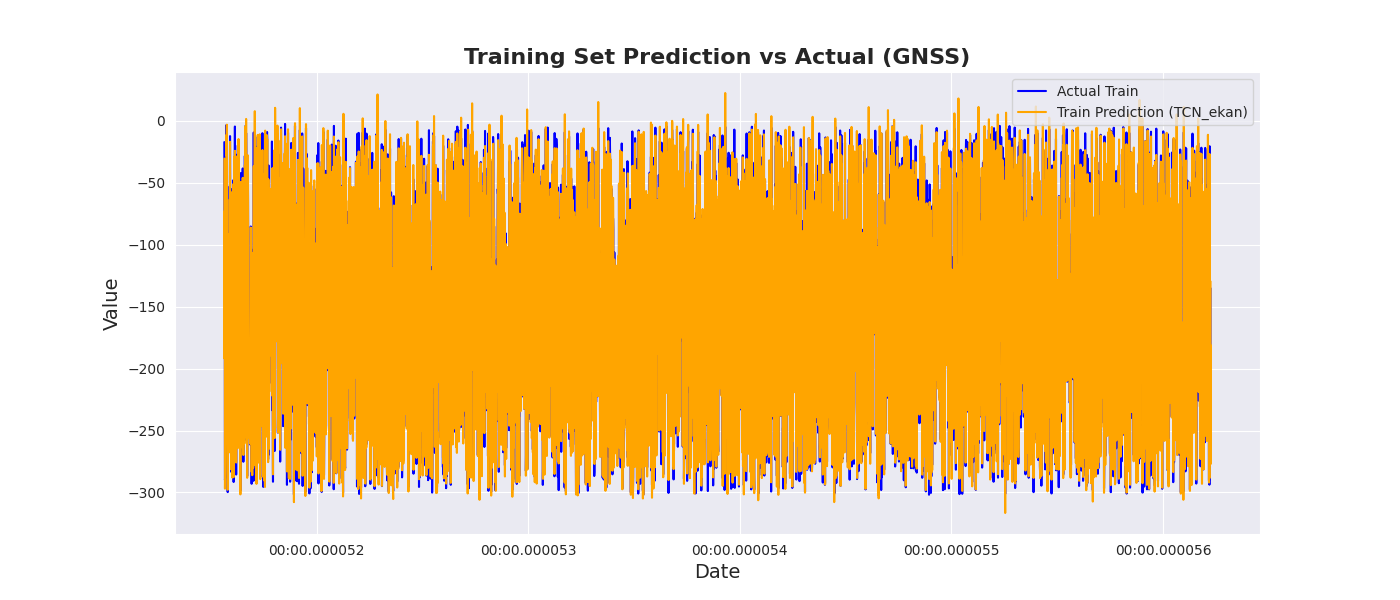 Training Set Prediction vs Actual (GNSS)
Actual Train
Train Prediction (TCN_ekan)
0
−50
−100
−150
−200
−250
−300
Value
00:00.000052
00:00.000053
00:00.000054
00:00.000055
00:00.000056
Date